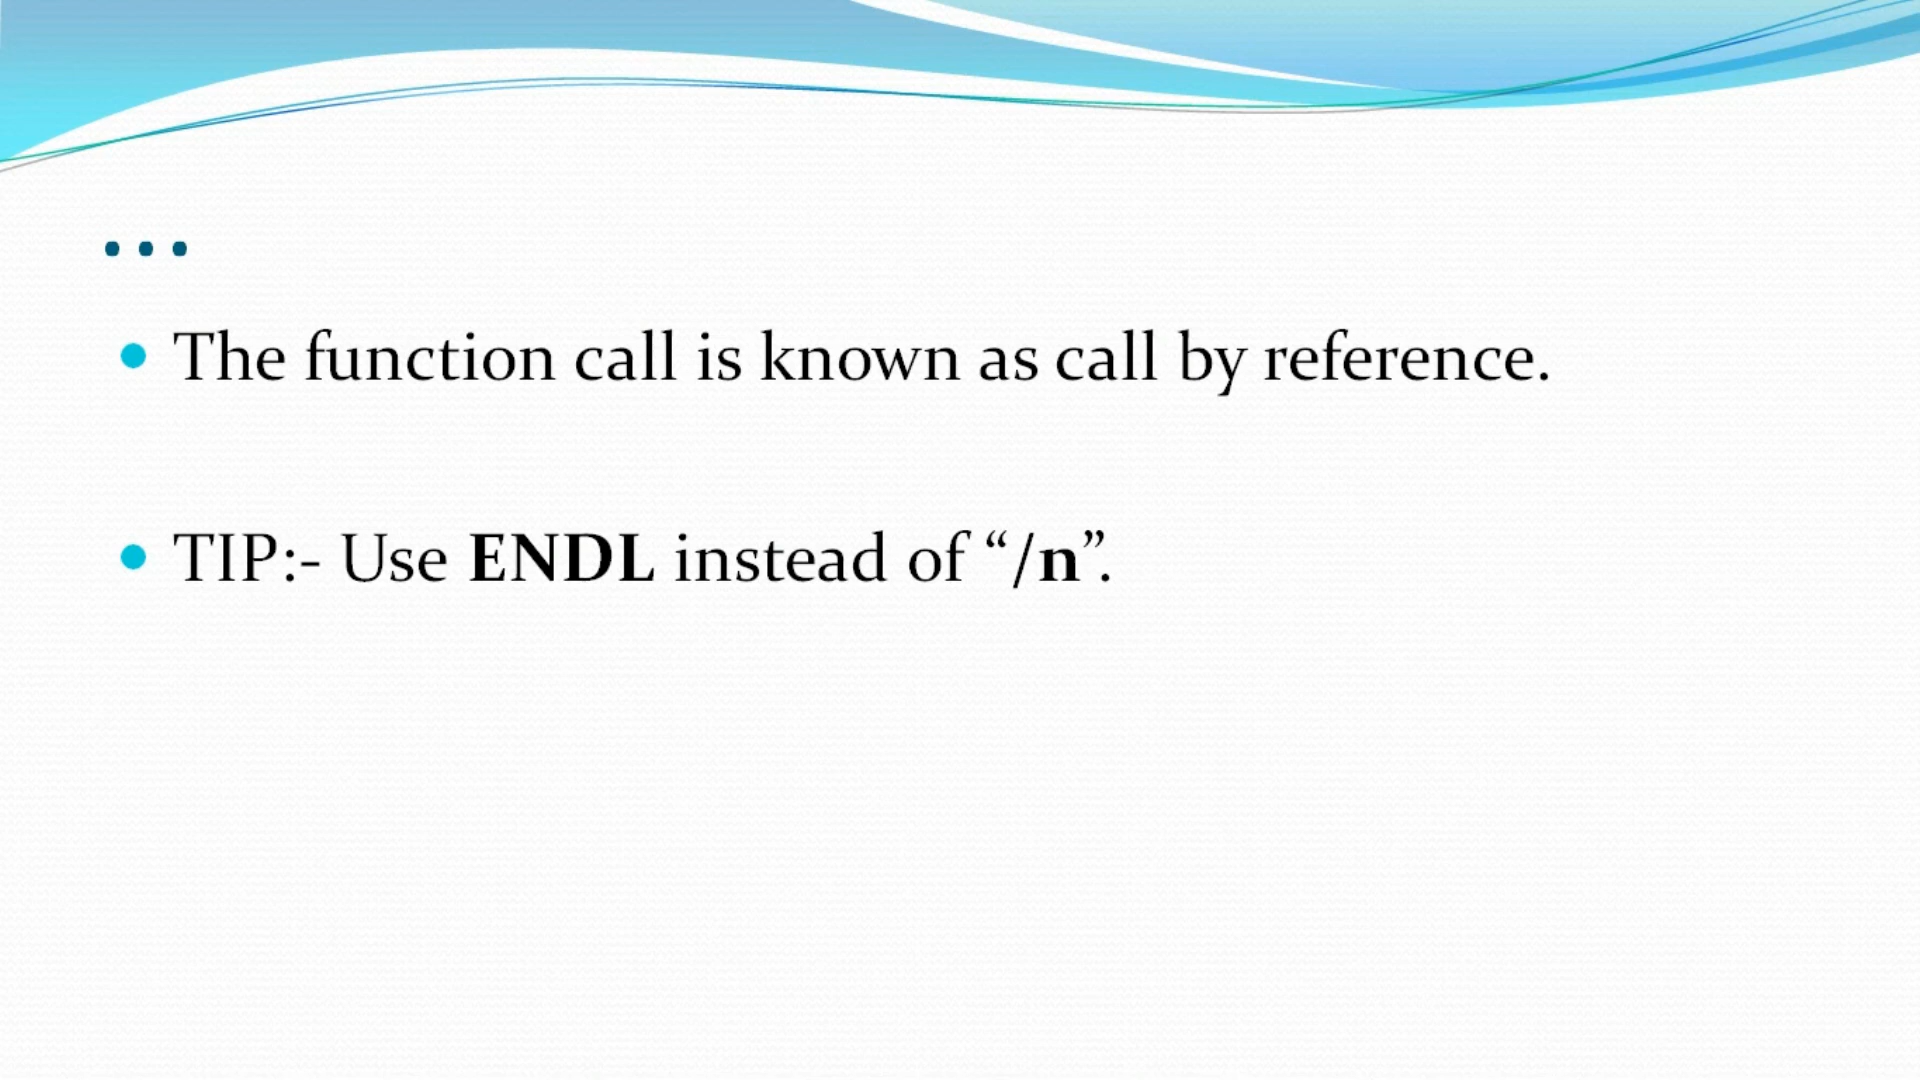 ...
The function call is known as call by reference.
TIP:- Use ENDL instead of “/n”.